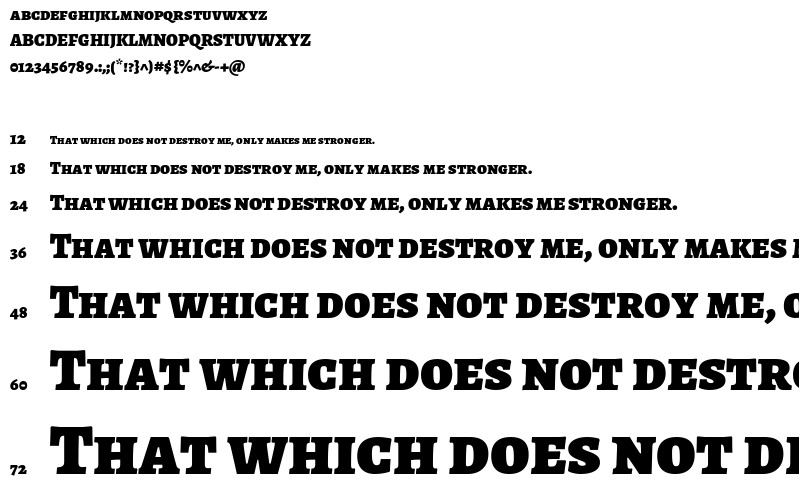 ABCDEFGHIJKLMNOPQRSTUVWXYZ
ABCDEFGHIJKLMNOPQRSTUVWXYZ
0123456789.:,;(*!?}^)#${%^&-+@
12 That which does not destroy me, only makes me stronger.
18 That which does not destroy me, only makes me stronger.
24 That which does not destroy me, only makes me stronger.
36 That which does not destroy me, only makes
48 That which does not destroy me,
60 That which does not destr
72 That which does not d